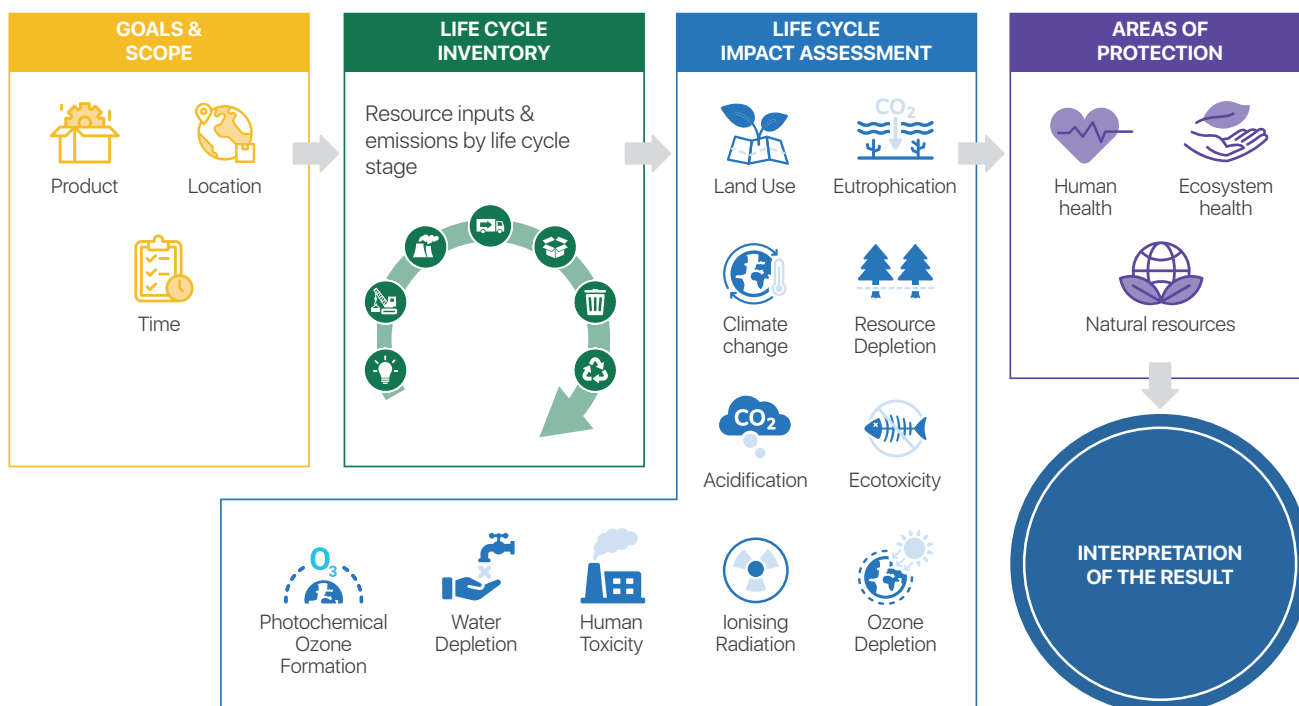 GOALS &
SCOPE
Product
Location
Time
LIFE CYCLE
INVENTORY
Resource inputs &
emissions by life cycle
stage
LIFE CYCLE
IMPACT ASSESSMENT
CO₂
Land Use
Eutrophication
Climate
change
Resource
Depletion
CO₂
Acidification
Ecotoxicity
O₃
Photochemical
Ozone
Formation
Water
Depletion
Human
Toxicity
Ionising
Radiation
Ozone
Depletion
AREAS OF
PROTECTION
Human
health
Ecosystem
health
Natural resources
INTERPRETATION
OF THE RESULT